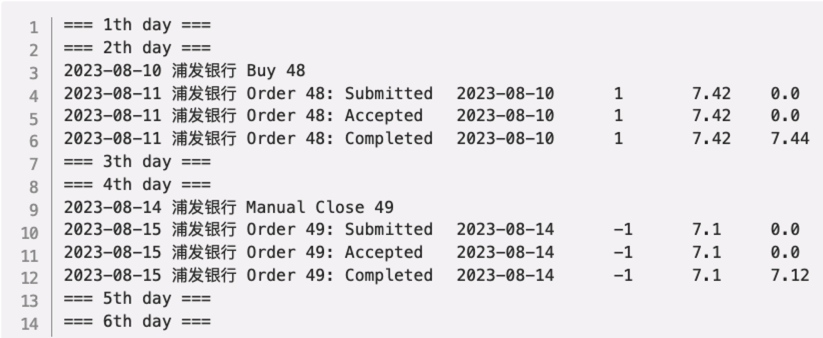 1 === 1th day ===
2 === 2th day ===
3 2023-08-10 浦发银行 Buy 48
4 2023-08-11 浦发银行 Order 48: Submitted 2023-08-10 1 7.42 0.0
5 2023-08-11 浦发银行 Order 48: Accepted 2023-08-10 1 7.42 0.0
6 2023-08-11 浦发银行 Order 48: Completed 2023-08-10 1 7.42 7.44
7 === 3th day ===
8 === 4th day ===
9 2023-08-14 浦发银行 Manual Close 49
10 2023-08-15 浦发银行 Order 49: Submitted 2023-08-14 -1 7.1 0.0
11 2023-08-15 浦发银行 Order 49: Accepted 2023-08-14 -1 7.1 0.0
12 2023-08-15 浦发银行 Order 49: Completed 2023-08-14 -1 7.1 7.12
13 === 5th day ===
14 === 6th day ===